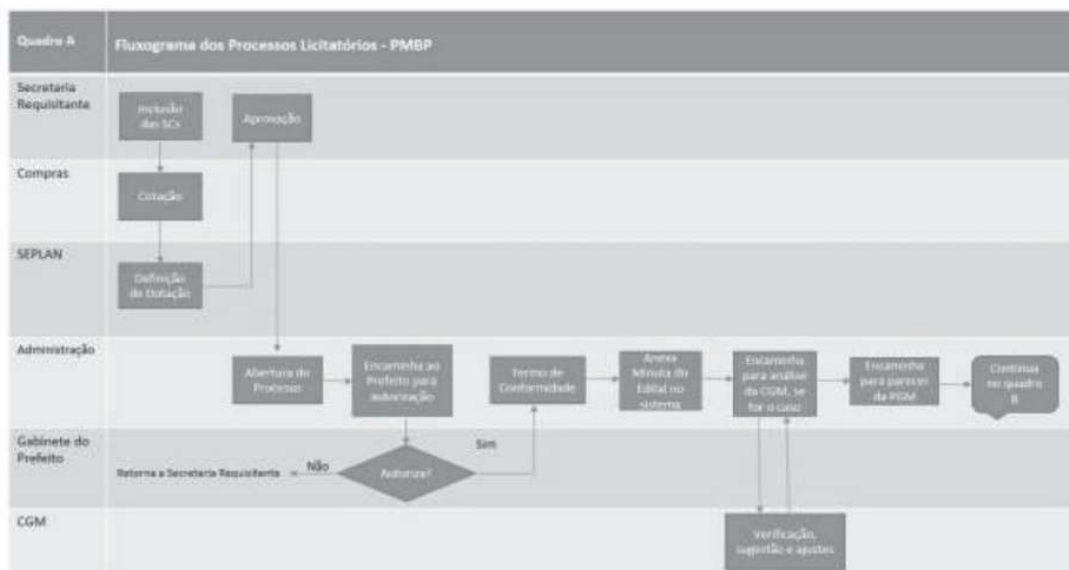 Quadro A
Fluxograma dos Processos Licitatórios - PMBP
Secretaria
Requisitante
Inclusão
das SCs
Aprovação
Compras
Cotação
SEPLAN
Definição
de Dotação
Administração
Abertura do
Processo
Encaminha ao
Prefeito para
autorização
Termo de
Conformidade
Anexa
Minuta do
Edital no
sistema
Encaminha
para análise
da CGM, se
for o caso
Encaminha
para parecer
da PGM
Continua
no quadro
B
Gabinete do
Prefeito
Retorna a Secretaria Requisitante
Não
Autoriza?
Sim
CGM
Verificação,
sugestão e ajustes